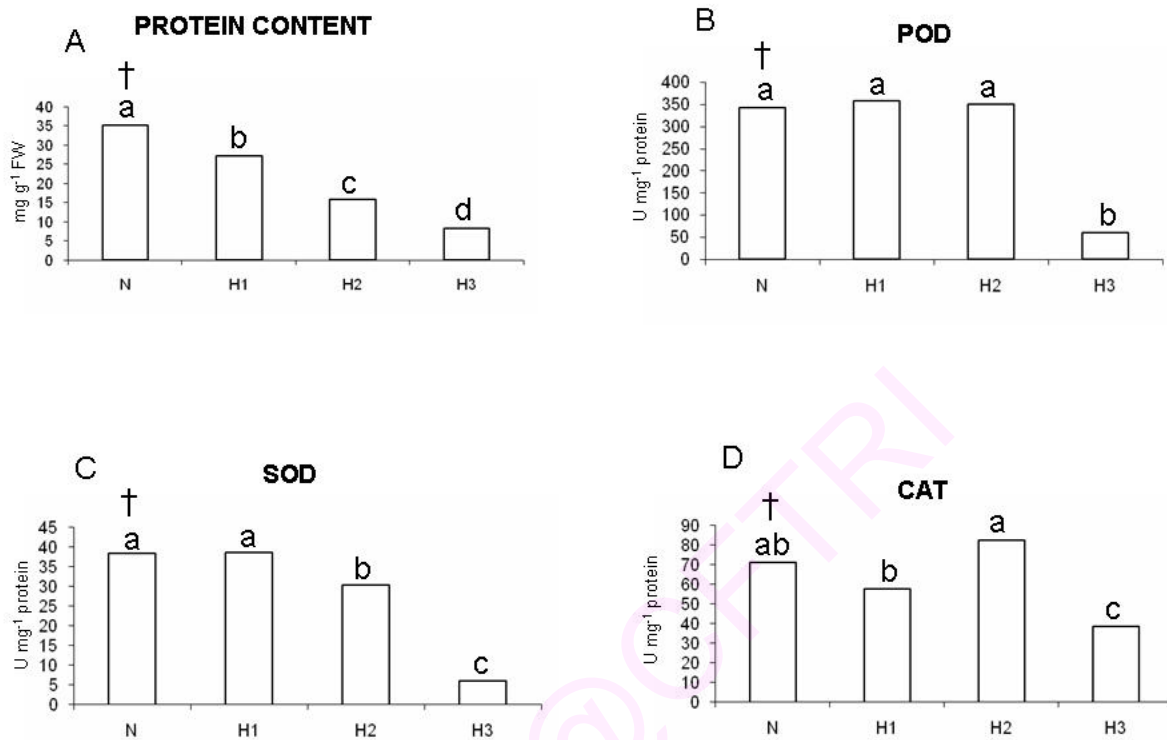 A
PROTEIN CONTENT
†
a
b
c
d
40
35
30
25
20
15
10
5
0
mg g⁻¹ FW
N H1 H2 H3
B
POD
†
a
a
a
b
400
350
300
250
200
150
100
50
0
U mg⁻¹ protein
N H1 H2 H3
C
SOD
†
a
a
b
c
45
40
35
30
25
20
15
10
5
0
U mg⁻¹ protein
N H1 H2 H3
D
CAT
†
ab
b
a
c
90
80
70
60
50
40
30
20
10
0
U mg⁻¹ protein
N H1 H2 H3
@CFTRI